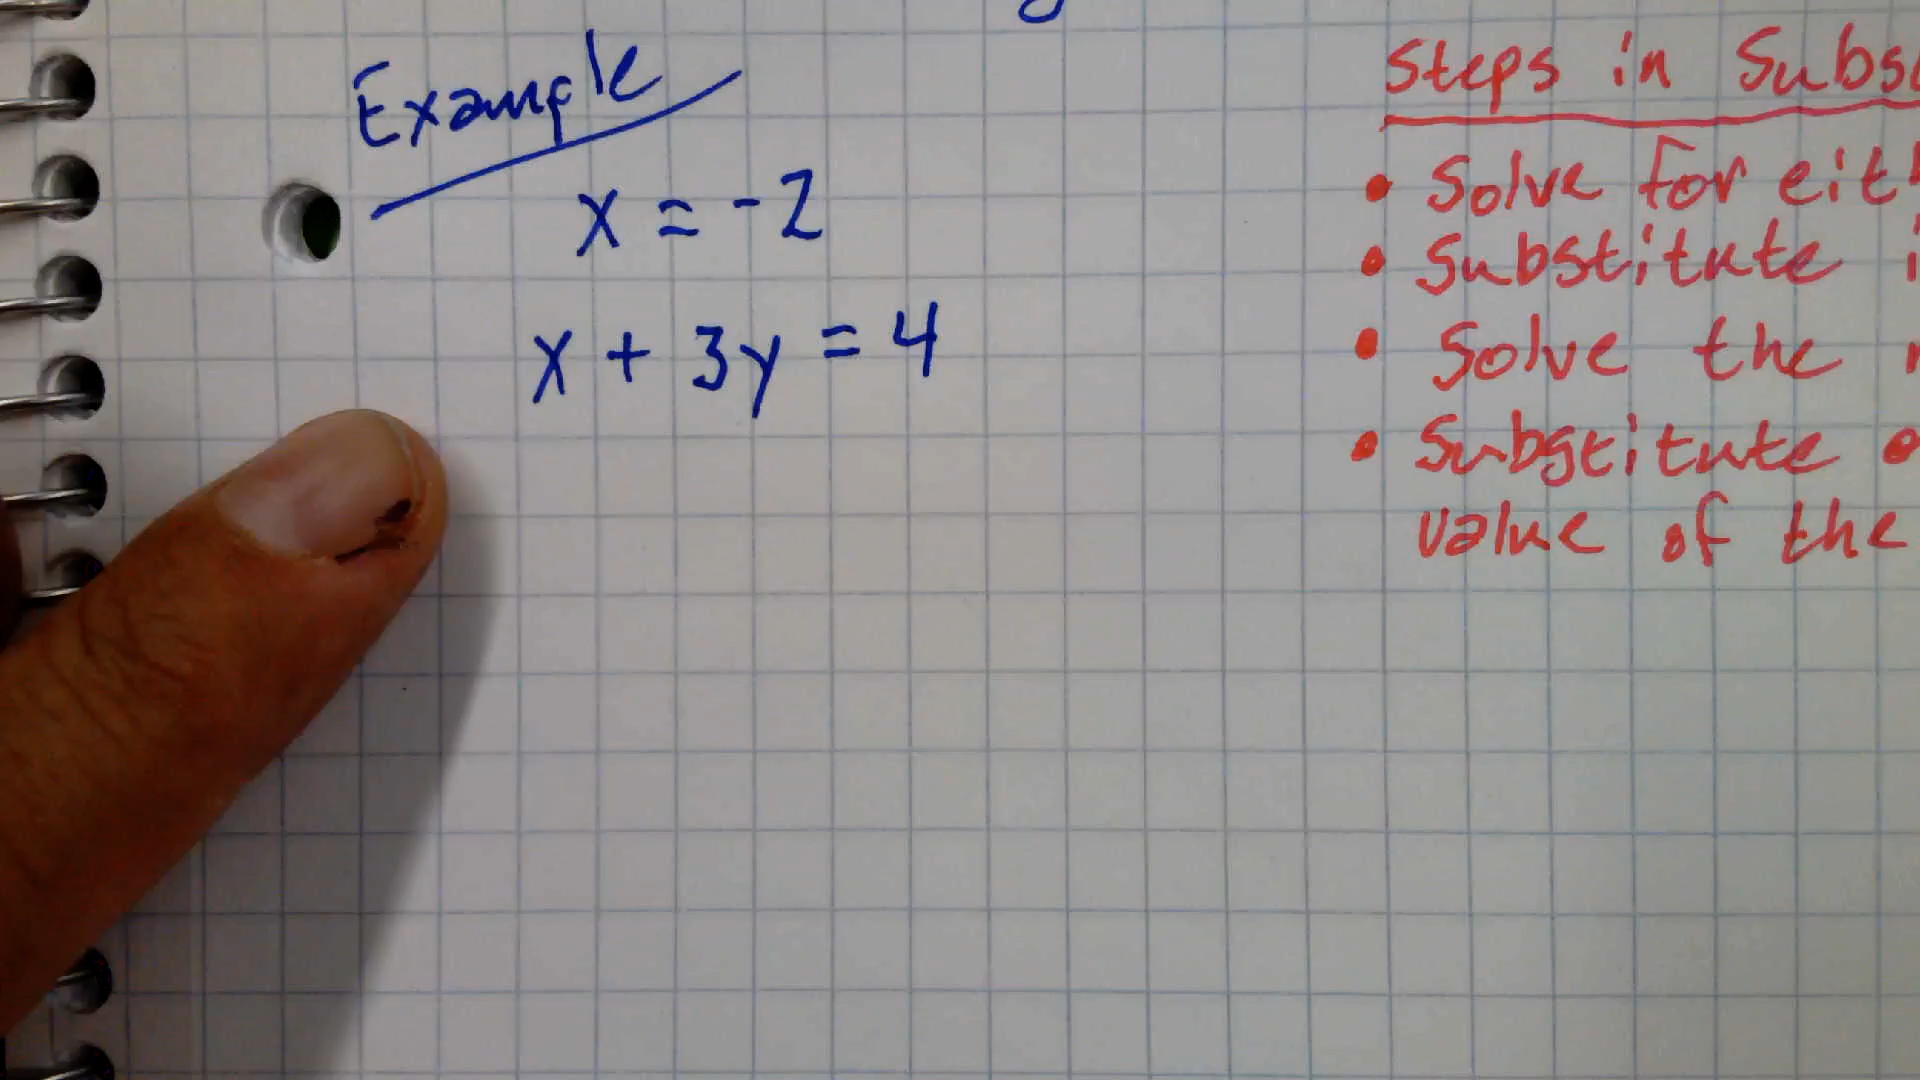 Example
x = -2
x + 3y = 4
Steps in
• Solve for
• Substitute
• Solve the
• Substitute
value of the